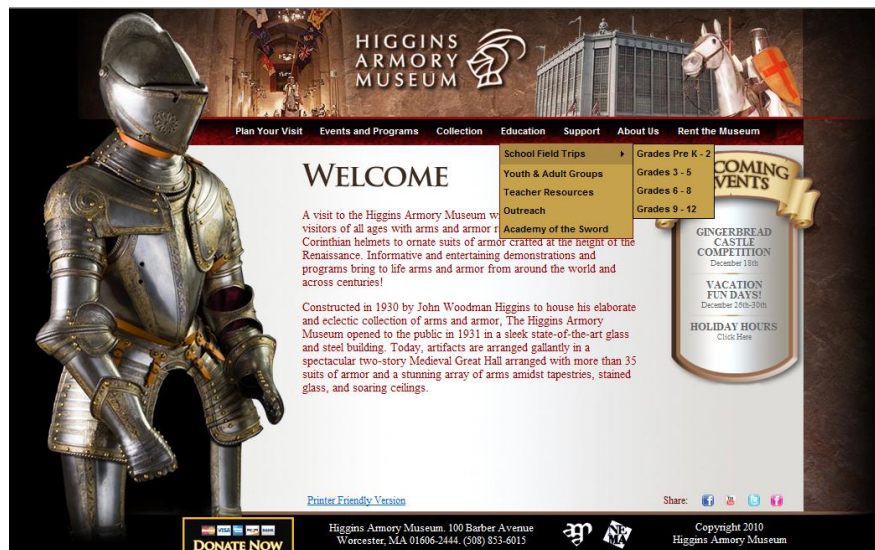 HIGGINS
ARMORY
MUSEUM
Plan Your Visit Events and Programs Collection Education Support About Us Rent the Museum
School Field Trips
Youth & Adult Groups
Teacher Resources
Outreach
Academy of the Sword
Grades Pre K - 2
Grades 3 - 5
Grades 6 - 8
Grades 9 - 12
WELCOME
A visit to the Higgins Armory Museum
visitors of all ages with arms and armor
Corinthian helmets to ornate suits of armor crafted at the height of the
Renaissance. Informative and entertaining demonstrations and
programs bring to life arms and armor from around the world and
across centuries!
Constructed in 1930 by John Woodman Higgins to house his elaborate
and eclectic collection of arms and armor, The Higgins Armory
Museum opened to the public in 1931 in a sleek state-of-the-art glass
and steel building. Today, artifacts are arranged gallantly in a
spectacular two-story Medieval Great Hall arranged with more than 35
suits of armor and a stunning array of arms amidst tapestries, stained
glass, and soaring ceilings.
COMING
VENTS
GINGERBREAD
CASTLE
COMPETITION
December 18th
VACATION
FUN DAYS!
December 26th-30th
HOLIDAY HOURS
Click Here
Printer Friendly Version
Share:
VISA
DONATE NOW
Higgins Armory Museum. 100 Barber Avenue
Worcester, MA 01606-2444. (508) 853-6015
NE
MA
Copyright 2010
Higgins Armory Museum